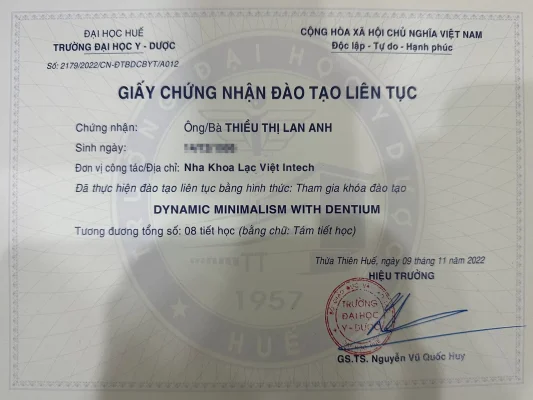 ĐẠI HỌC HUẾ
TRƯỜNG ĐẠI HỌC Y - DƯỢC
Số: 2179/2022/CN-ĐTBDCBYT/A012
CỘNG HÒA XÃ HỘI CHỦ NGHĨA VIỆT NAM
Độc lập - Tự do - Hạnh phúc
GIẤY CHỨNG NHẬN ĐÀO TẠO LIÊN TỤC
Chứng nhận: Ông/Bà THIỀU THỊ LAN ANH
Sinh ngày:
Đơn vị công tác/Địa chỉ: Nha Khoa Lạc Việt Intech
Đã thực hiện đào tạo liên tục bằng hình thức: Tham gia khóa đào tạo
DYNAMIC MINIMALISM WITH DENTIUM
Tương đương tổng số: 08 tiết học (bằng chữ: Tám tiết học)
Thừa Thiên Huế, ngày 09 tháng 11 năm 2022
HIỆU TRƯỞNG
TRƯỜNG
ĐẠI HỌC
Y - DƯỢC
GS.TS. Nguyễn Vũ Quốc Huy
TRƯỜNG ĐẠI HỌC Y DƯỢC
1957
HUẾ